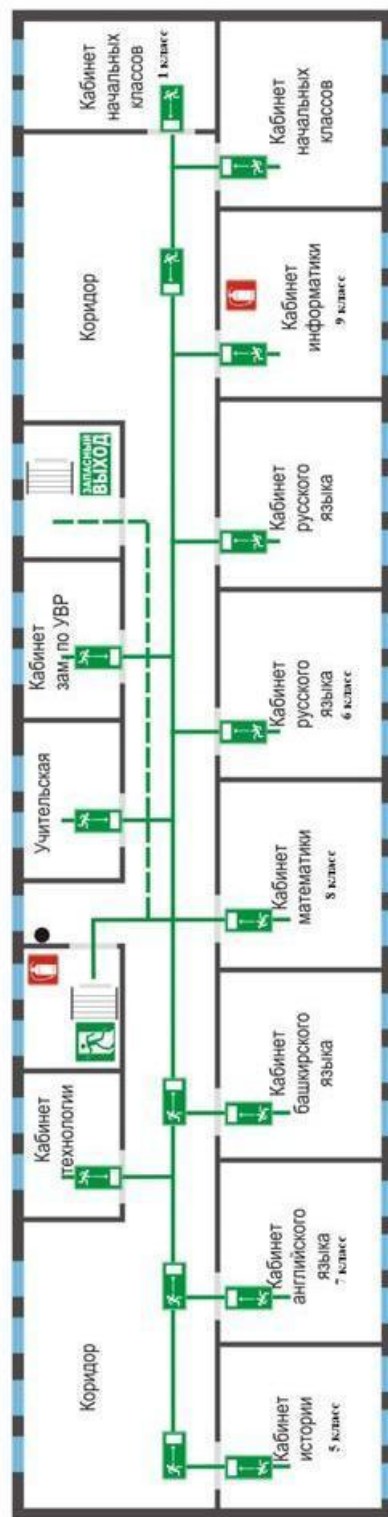 Коридор
Кабинет
технологии
Учительская
Кабинет
зам. по УВР
ЗАПАСНЫЙ
ВЫХОД
Коридор
Кабинет
начальных
классов
1 класс
Кабинет
истории
5 класс
Кабинет
английского
языка
7 класс
Кабинет
башкирского
языка
Кабинет
математики
8 класс
Кабинет
русского
языка
6 класс
Кабинет
русского
языка
Кабинет
информатики
9 класс
Кабинет
начальных
классов